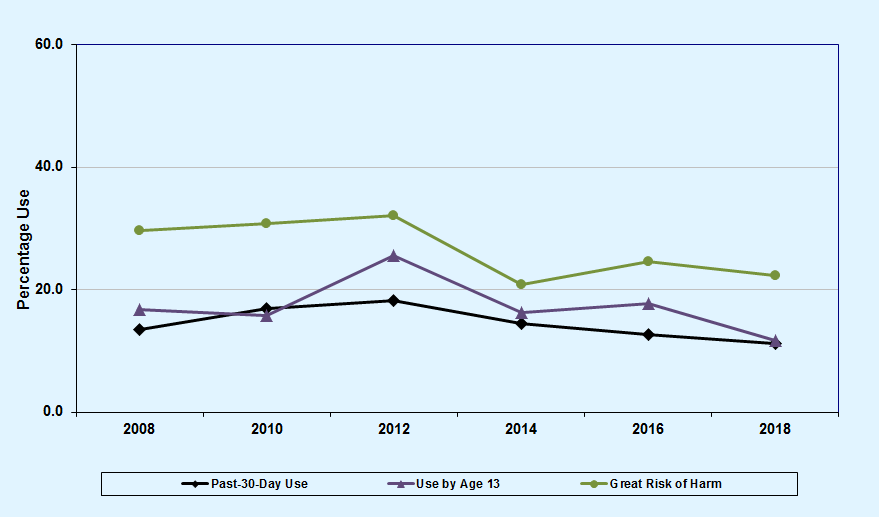 60.0
40.0
20.0
0.0
Percentage Use
2008 2010 2012 2014 2016 2018
Past-30-Day Use Use by Age 13 Great Risk of Harm